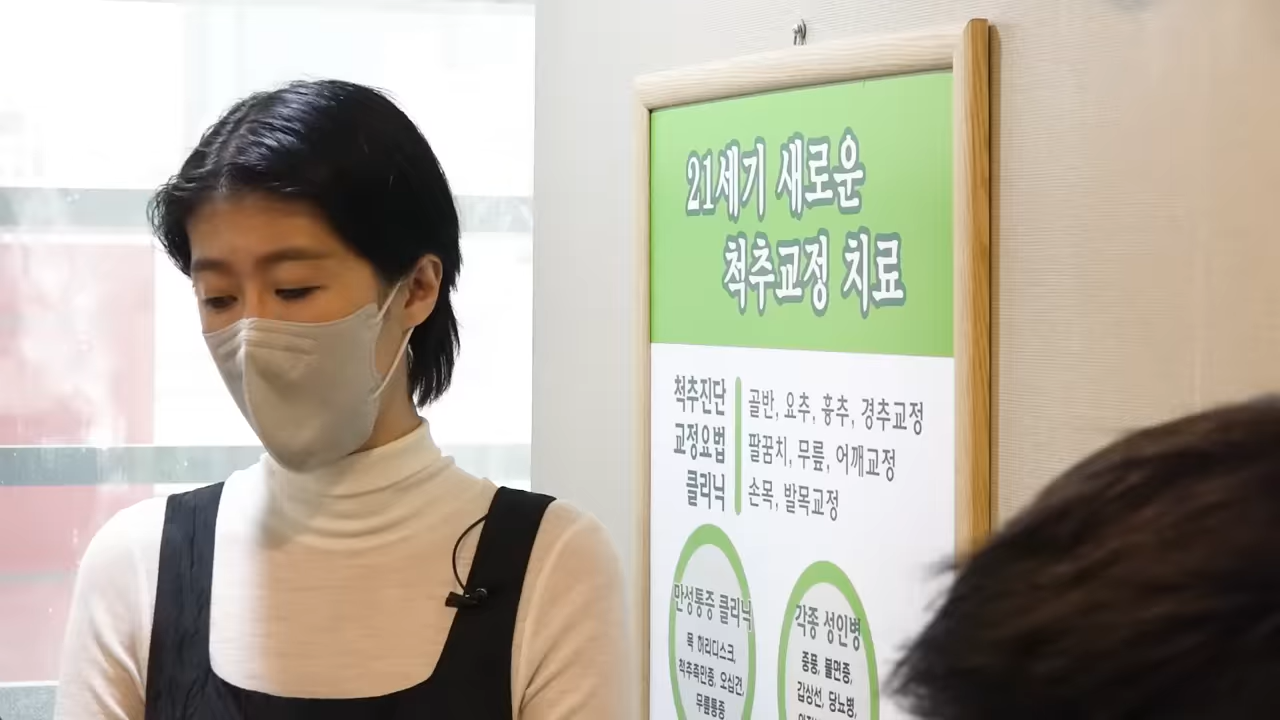 21세기 새로운
척추교정 치료
척추진단
교정요법
클리닉
골반, 요추, 흉추, 경추교정
팔꿈치, 무릎, 어깨교정
손목, 발목교정
만성통증 클리닉
목 허리디스크,
척추측만증, 오십견,
무릎통증
각종 성인병
중풍, 불면증,
갑상선, 당뇨병,